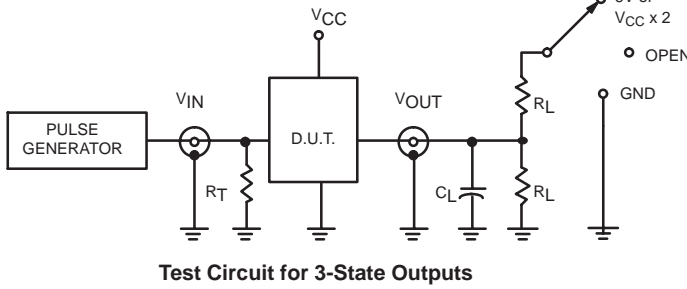 VCC
VCC x 2
OPEN
GND
VIN
VOUT
RL
PULSE
GENERATOR
D.U.T.
RT
CL
RL
Test Circuit for 3-State Outputs